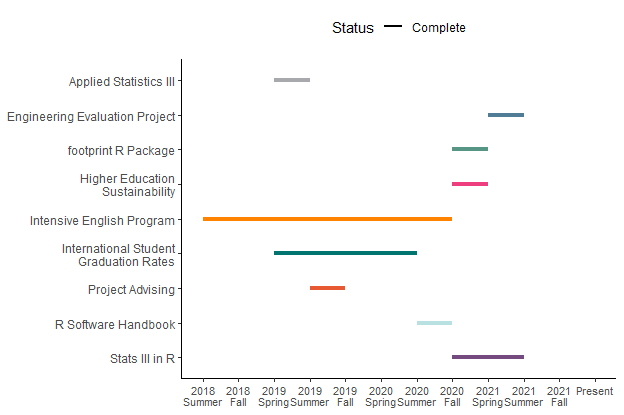 Status Complete
Applied Statistics III
Engineering Evaluation Project
footprint R Package
Higher Education
Sustainability
Intensive English Program
International Student
Graduation Rates
Project Advising
R Software Handbook
Stats III in R
2018 2018 2019 2019 2019 2020 2020 2020 2021 2021 2021 Present
Summer Fall Spring Summer Fall Spring Summer Fall Spring Summer Fall